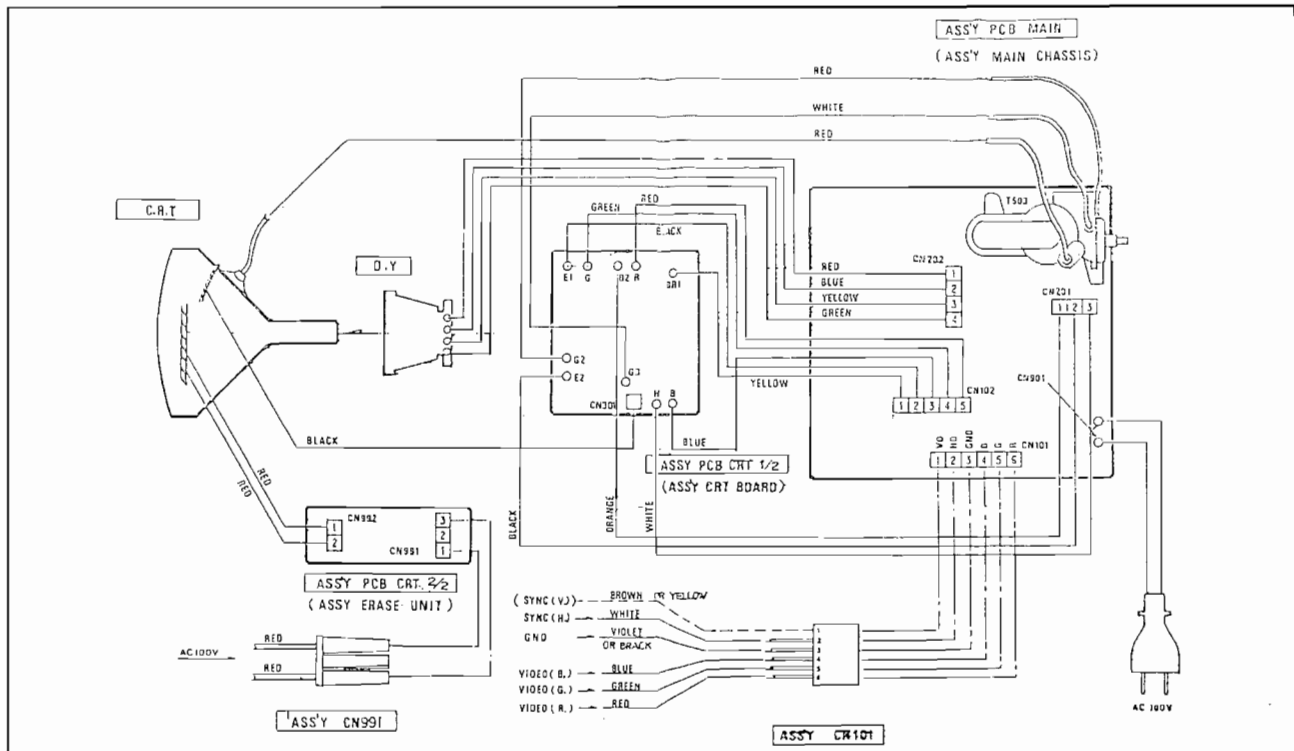 ASS'Y PCB MAIN
(ASS'Y MAIN CHASSIS)
RED
WHITE
RED
C.R.T
D.Y
RED
GREEN
BLACK
T503
CN202
RED 1
BLUE 2
YELLOW 3
GREEN 4
CN201
1 2 3
E1 G R
G2
E2
G3
H B
YELLOW
CN102
1 2 3 4 5
CN901
BLACK
BLUE
ASSY PCB CRT 1/2
(ASSY CRT BOARD)
VD HD GND B G R
1 2 3 4 5 6
CN101
RED
RED
BLACK
ORANGE
WHITE
CN992
1
2
3
2
1
CN991
ASS'Y PCB CRT. 2/2
(ASSY ERASE UNIT)
(SYNC(V.) BROWN OR YELLOW
SYNC(H.) WHITE
GND VIOLET
OR BRACK
VIDEO(B.) BLUE
VIDEO(G.) GREEN
VIDEO(R.) RED
1
2
3
4
5
6
AC100V
RED
RED
ASS'Y CN991
ASSY CN101
AC 100V